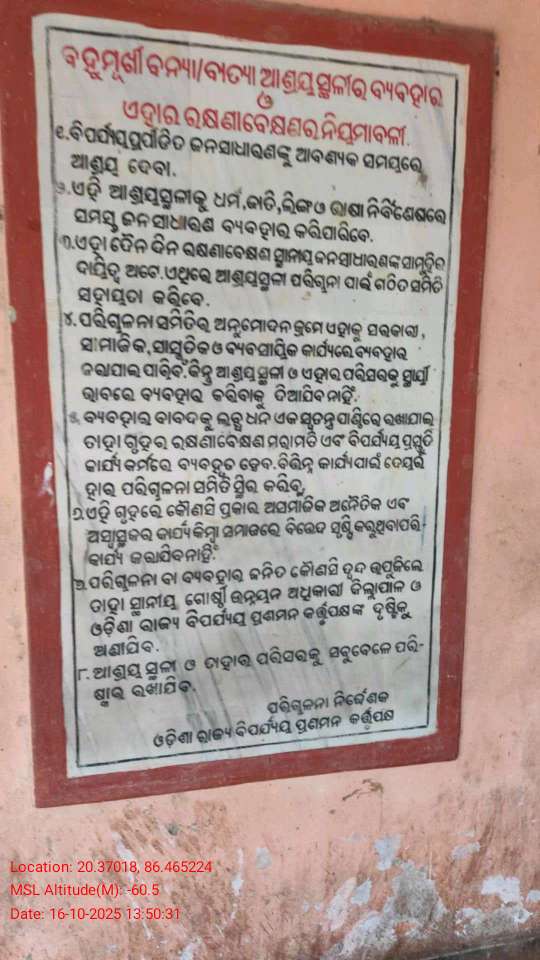 ବହୁମୂଖୀ ବନ୍ୟା/ବାତ୍ୟା ଆଶ୍ରୟସ୍ଥଳୀର ବ୍ୟବହାର
ଓ
ଏହାର ରକ୍ଷଣାବେକ୍ଷଣର ନିୟମାବଳୀ.
୧.ବିପର୍ଯ୍ୟୟପ୍ରପୀଡିତ ଜନସାଧାରଣଙ୍କୁ ଆବଶ୍ୟକ ସମୟରେ
ଆଶ୍ରୟ ଦେବା.
୨.ଏହି ଆଶ୍ରୟସ୍ଥଳୀକୁ ଧର୍ମ,ଜାତି,ଲିଙ୍ଗ ଓ ଭାଷା ନିର୍ବିଶେଷରେ
ସମସ୍ତ ଜନସାଧାରଣ ବ୍ୟବହାର କରିପାରିବେ.
୩.ଏହା ଦୈନଦିନ ରକ୍ଷଣାବେକ୍ଷଣ ସ୍ଥାନୀୟ ଜନସାଧାରଣଙ୍କ ସାମୁହିକ
ଦାୟିତ୍ୱ ଅଟେ.ଏଥିରେ ଆଶ୍ରୟସ୍ଥଳୀ ପରିଚାଳନା ପାଇଁ ଗଠିତ ସମିତି
ସହାୟତା କରିବେ.
୪.ପରିଚାଳନା ସମିତିର ଅନୁମୋଦନ କ୍ରମେ ଏହାକୁ ସରକାରୀ,
ସାମାଜିକ,ସାସ୍କୃତିକ ଓ ବ୍ୟବସାୟିକ କାର୍ଯ୍ୟରେ ବ୍ୟବହାର
କରାଯାଇ ପାରିବ.କିନ୍ତୁ ଆଶ୍ରୟସ୍ଥଳୀ ଓ ଏହାର ପରିସରକୁ ସ୍ଥାୟୀ
ଭାବରେ ବ୍ୟବହାର କରିବାକୁ ଦିଆଯିବନାହିଁ.
୫. ବ୍ୟବହାର ବାବଦକୁ ଲବ୍ଧ ଧନ ଏକ ସ୍ୱତନ୍ତ୍ର ପାଣ୍ଠିରେ ରଖାଯାଇ
ତାହା ଗୃହର ରକ୍ଷଣାବେକ୍ଷଣ ମରାମତି ଏବଂ ବିପର୍ଯ୍ୟୟ ପ୍ରସ୍ତୁତି
କାର୍ଯ୍ୟକର୍ମରେ ବ୍ୟବହୃତ ହେବ.ବିଭିନ୍ନ କାର୍ଯ୍ୟପାଇଁ ଦେୟର
ହାର ପରିଚାଳନା ସମିତି ସ୍ଥିର କରିବ.
୬.ଏହି ଗୃହରେ କୌଣସି ପ୍ରକାର ଅସମାଜିକ ଅନୈତିକ ଏବଂ
ଅସ୍ୱାସ୍ଥ୍ୟକର କାର୍ଯ୍ୟ କିମ୍ବା ସମାଜରେ ବିଭେଦ ସୃଷ୍ଟି କରୁଥିବା ପରି-
କାର୍ଯ୍ୟ କରାଯିବନାହିଁ.
୭.ପରିଚାଳନା ବା ବ୍ୟବହାର ଜନିତ କୌଣସି ଦ୍ୱନ୍ଦ ଉପୁଜିଲେ
ତାହା ସ୍ଥାନୀୟ ଗୋଷ୍ଠୀ ଉନ୍ନୟନ ଅଧିକାରୀ ଜିଲ୍ଲାପାଳ ଓ
ଓଡ଼ିଶା ରାଜ୍ୟ ବିପର୍ଯ୍ୟୟ ପ୍ରଶମନ କର୍ତ୍ତୃପକ୍ଷଙ୍କ ଦୃଷ୍ଟିକୁ
ଅଣାଯିବ.
୮. ଆଶ୍ରୟ ସ୍ଥଳୀ ଓ ତାହାର ପରିସରକୁ ସବୁବେଳେ ପରି-
ଷ୍କାର ରଖାଯିବ.
ପରିଚାଳନା ନିର୍ଦ୍ଦେଶକ
ଓଡ଼ିଶା ରାଜ୍ୟ ବିପର୍ଯ୍ୟୟ ପ୍ରଶମନ କର୍ତ୍ତୃପକ୍ଷ
Location: 20.37018, 86.465224
MSL Altitude(M): -60.5
Date: 16-10-2025 13:50:31